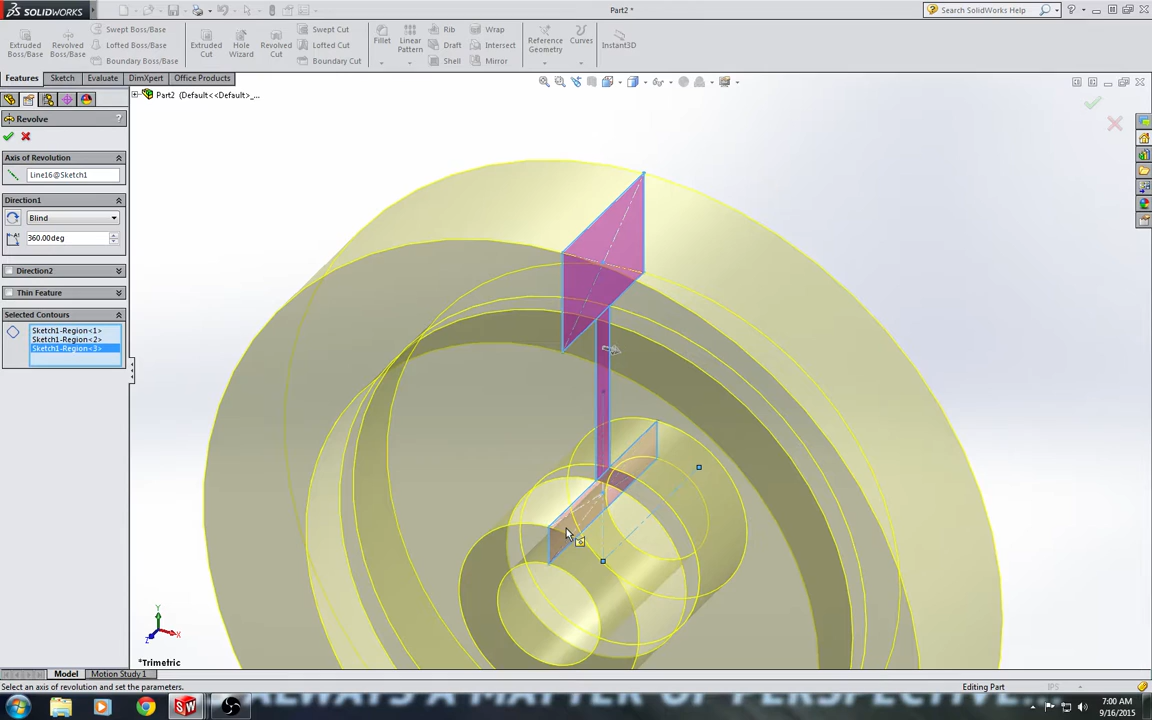 SOLIDWORKS
Part2 *
Search SolidWorks Help
Extruded Boss/Base
Revolved Boss/Base
Swept Boss/Base
Lofted Boss/Base
Boundary Boss/Base
Extruded Cut
Hole Wizard
Revolved Cut
Swept Cut
Lofted Cut
Boundary Cut
Fillet
Linear Pattern
Rib
Draft
Shell
Wrap
Intersect
Mirror
Reference Geometry
Curves
Instant3D
Features
Sketch
Evaluate
DimXpert
Office Products
Part2 (Default<<Default>_...
Revolve
?
Axis of Revolution
Line16@Sketch1
Direction1
Blind
360.00deg
Direction2
Thin Feature
Selected Contours
Sketch1-Region<1>
Sketch1-Region<2>
Sketch1-Region<3>
Y
X
Z
*Trimetric
Model
Motion Study 1
Select an axis of revolution and set the parameters.
Editing Part
IPS
ALWAYS A MATTER OF PERSPECTIVE.
7:00 AM
9/16/2015